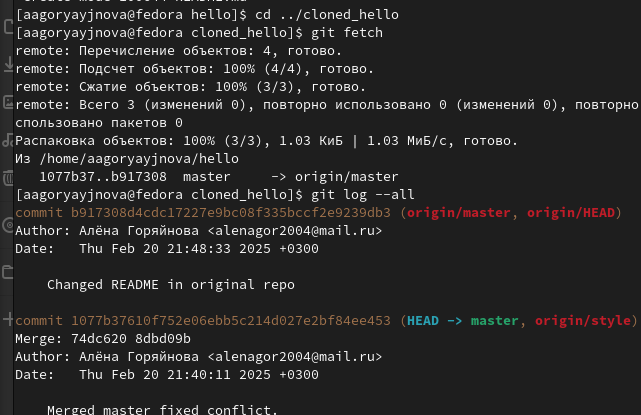 [aagoryayjnova@fedora hello]$ cd ../cloned_hello
[aagoryayjnova@fedora cloned_hello]$ git fetch
remote: Перечисление объектов: 4, готово.
remote: Подсчет объектов: 100% (4/4), готово.
remote: Сжатие объектов: 100% (3/3), готово.
remote: Всего 3 (изменений 0), повторно использовано 0 (изменений 0), повторно
спользовано пакетов 0
Распаковка объектов: 100% (3/3), 1.03 КиБ | 1.03 МиБ/с, готово.
Из /home/aagoryayjnova/hello
   1077b37..b917308  master     -> origin/master
[aagoryayjnova@fedora cloned_hello]$ git log --all
commit b917308d4cdc17227e9bc08f335bccf2e9239db3 (origin/master, origin/HEAD)
Author: Алёна Горяйнова <alenagor2004@mail.ru>
Date:   Thu Feb 20 21:48:33 2025 +0300
    Changed README in original repo
commit 1077b37610f752e06ebb5c214d027e2bf84ee453 (HEAD -> master, origin/style)
Merge: 74dc620 8dbd09b
Author: Алёна Горяйнова <alenagor2004@mail.ru>
Date:   Thu Feb 20 21:40:11 2025 +0300
    Merged master fixed conflict.